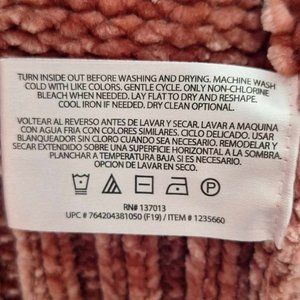 TURN INSIDE OUT BEFORE WASHING AND DRYING. MACHINE WASH
COLD WITH LIKE COLORS. GENTLE CYCLE. ONLY NON-CHLORINE
BLEACH WHEN NEEDED. LAY FLAT TO DRY AND RESHAPE.
COOL IRON IF NEEDED. DRY CLEAN OPTIONAL.
VOLTEAR AL REVERSO ANTES DE LAVAR Y SECAR. LAVAR A MAQUINA
CON AGUA FRIA CON COLORES SIMILARES. CICLO DELICADO. USAR
BLANQUEADOR SIN CLORO CUANDO SEA NECESARIO. REMODELAR Y
SECAR EXTENDIDO SOBRE UNA SUPERFICIE HORIZONTAL A LA SOMBRA.
PLANCHAR A TEMPERATURA BAJA SI ES NECESARIO.
OPCION DE LAVADO EN SECO.
P
RN# 137013
UPC # 764204381050 (F19) / ITEM # 1235660